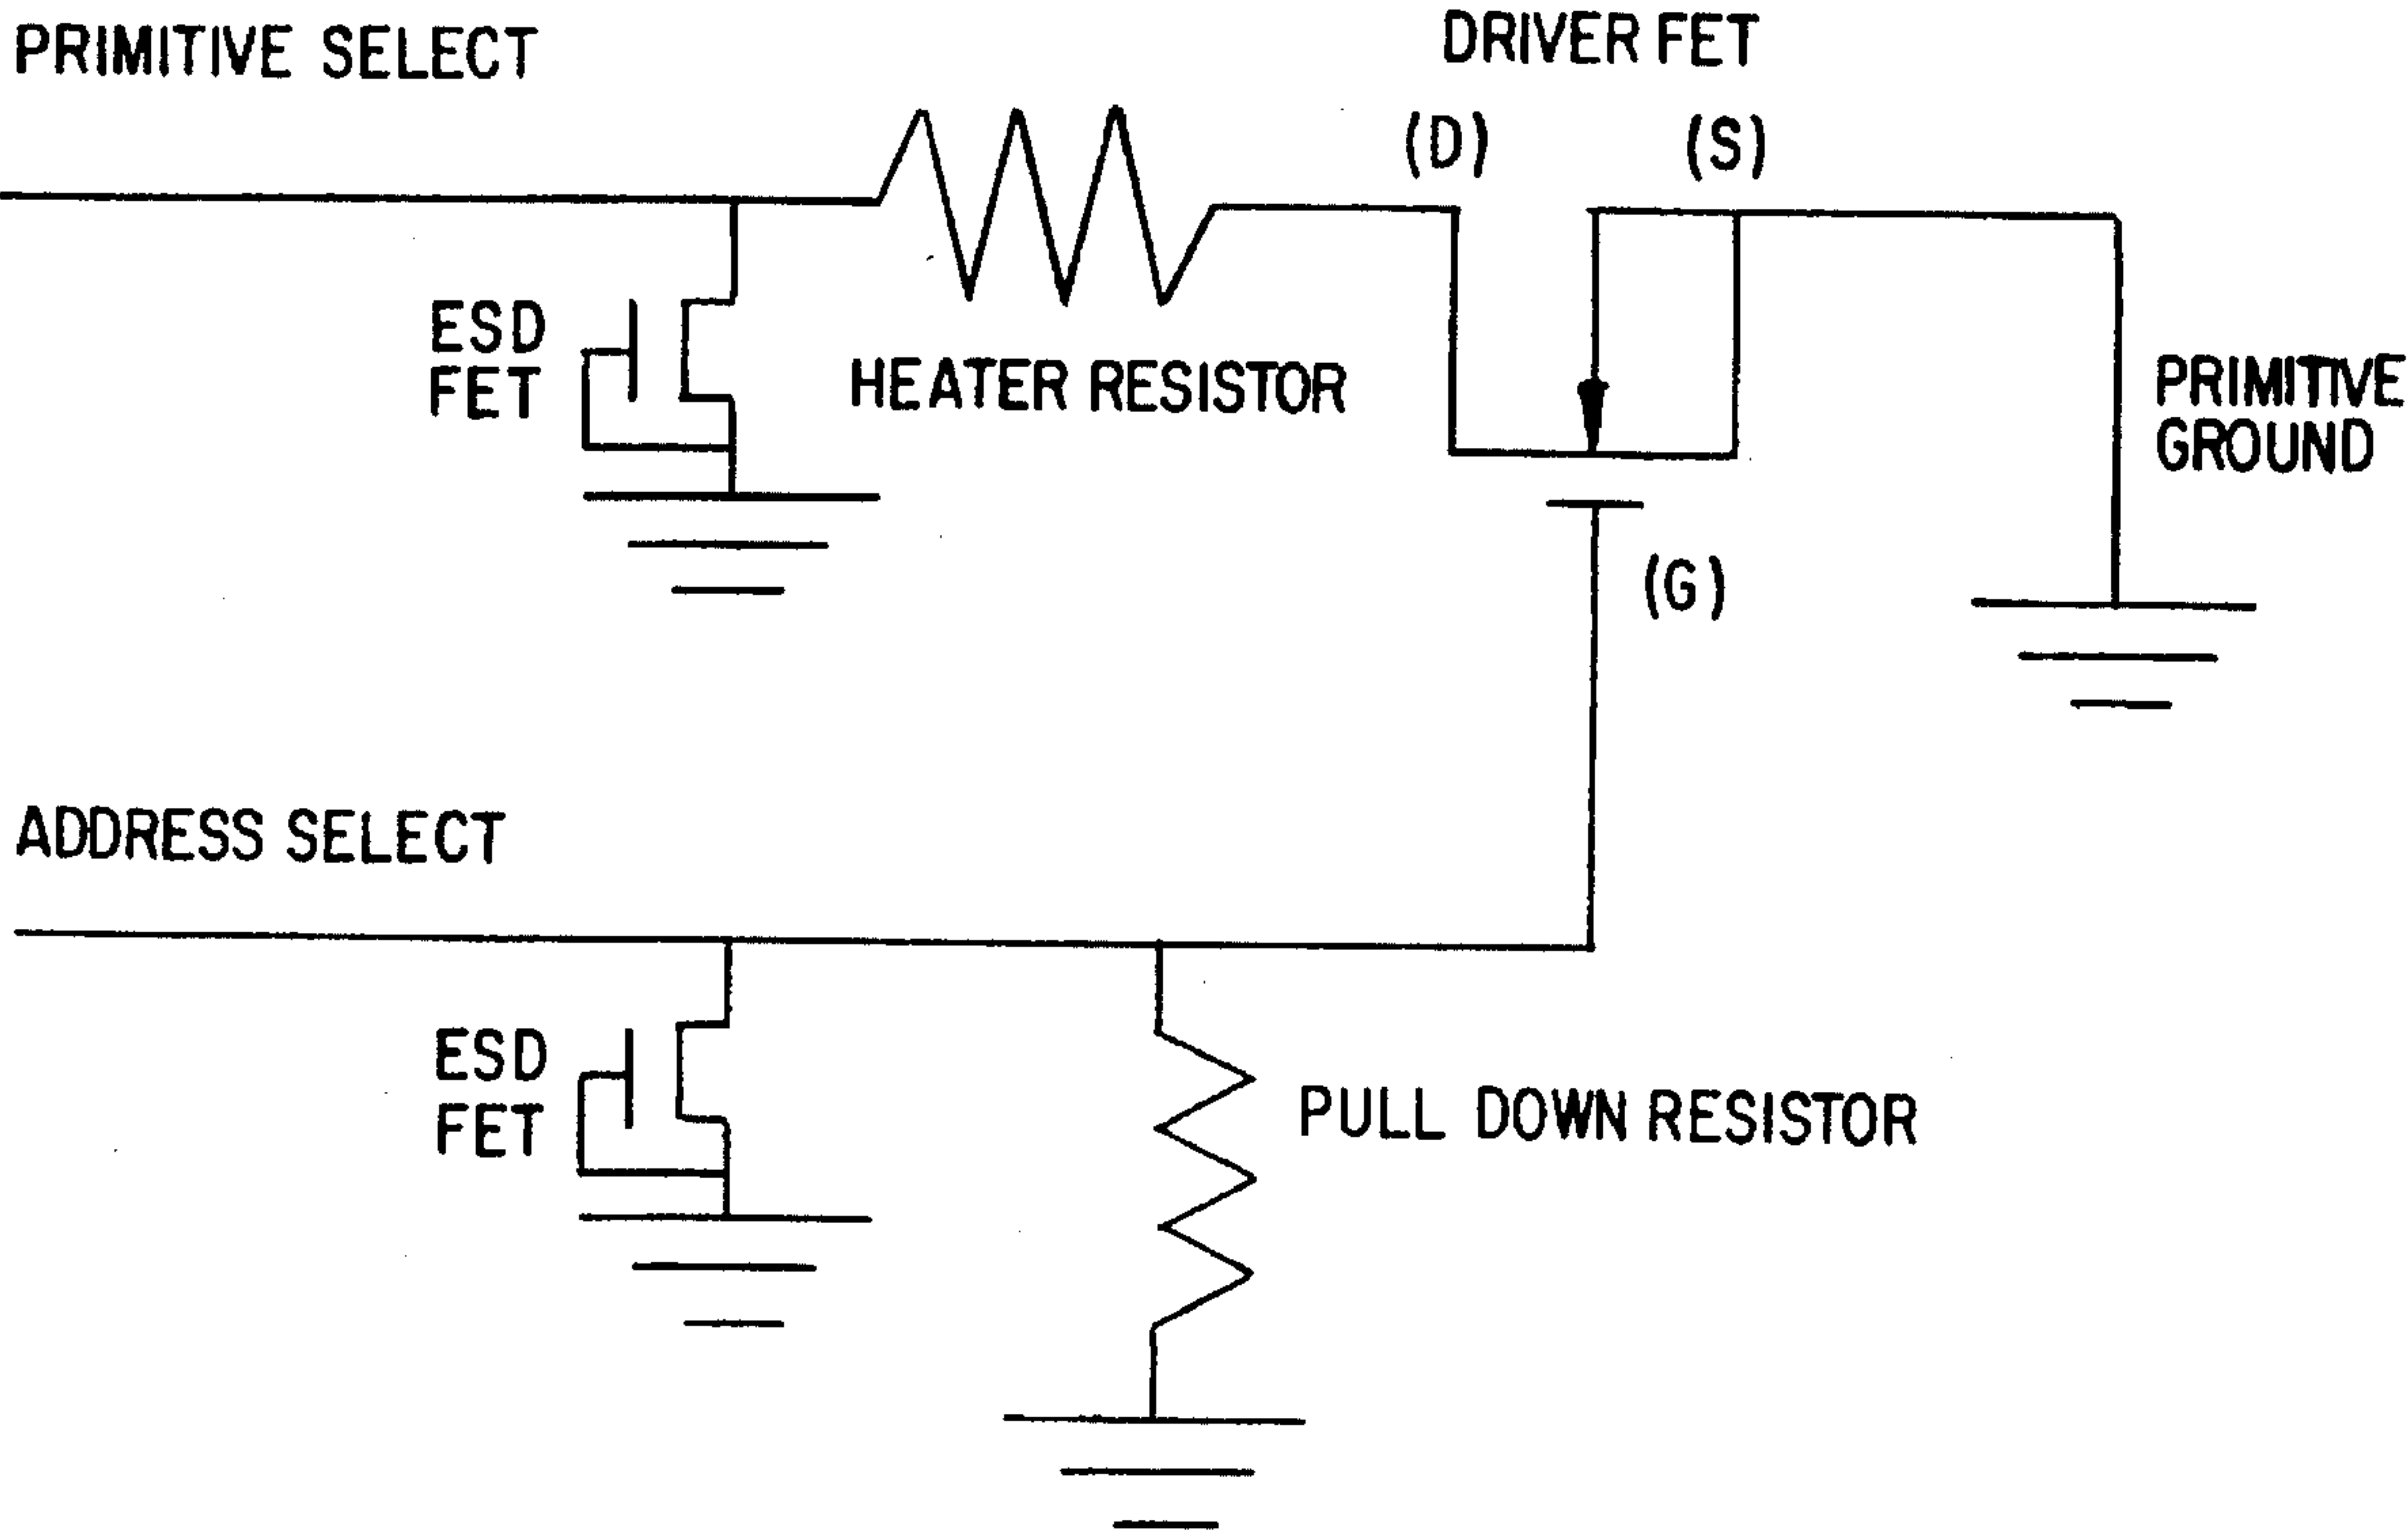 PRIMITIVE SELECT
DRIVER FET
(D)
(S)
ESD
FET
HEATER RESISTOR
PRIMITIVE
GROUND
(G)
ADDRESS SELECT
ESD
FET
PULL DOWN RESISTOR